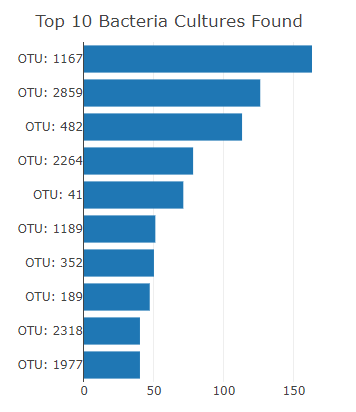 Top 10 Bacteria Cultures Found
OTU: 1167
OTU: 2859
OTU: 482
OTU: 2264
OTU: 41
OTU: 1189
OTU: 352
OTU: 189
OTU: 2318
OTU: 1977
0 50 100 150